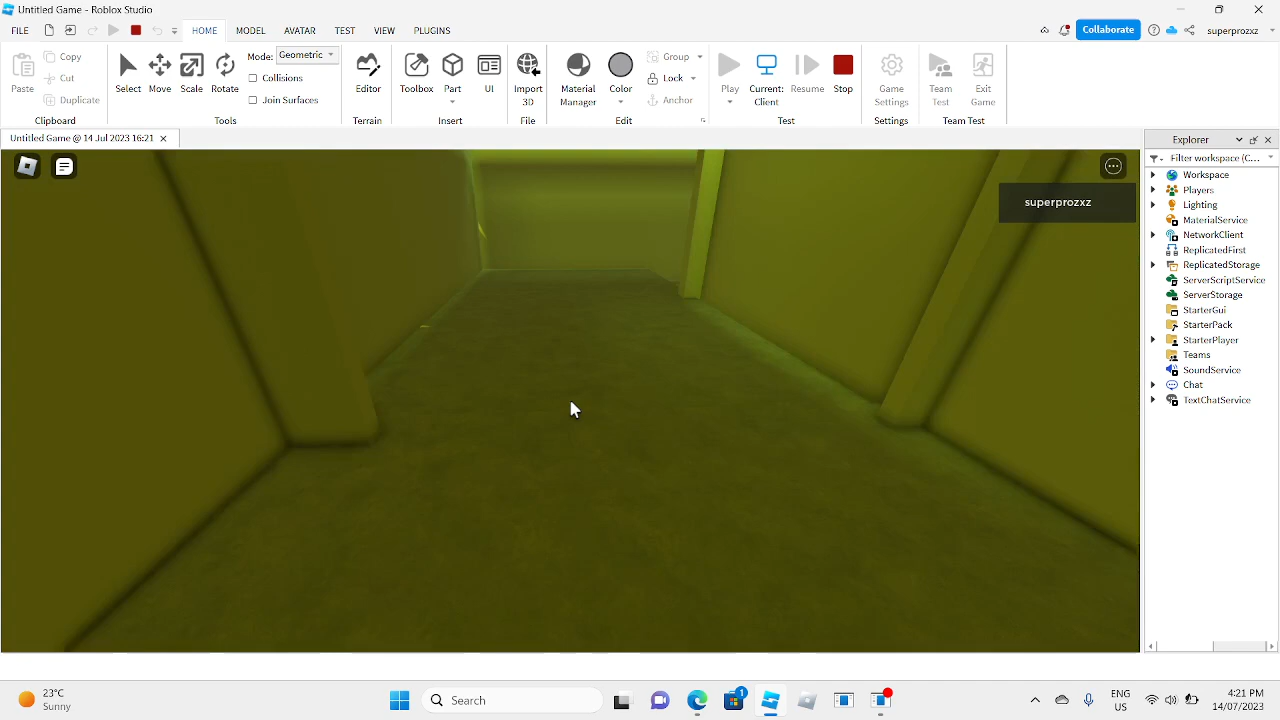 Untitled Game - Roblox Studio
FILE HOME MODEL AVATAR TEST VIEW PLUGINS Collaborate superprozxz
Paste Copy Cut Duplicate
Select Move Scale Rotate
Mode: Geometric
Collisions
Join Surfaces
Editor
Toolbox Part UI
Import 3D
Material Manager
Color
Group
Lock
Anchor
Play
Current: Client
Resume Stop
Game Settings
Team Test
Exit Game
Clipboard Tools Terrain Insert File Edit Test Settings Team Test
Untitled Game @ 14 Jul 2023 16:21
superprozxz
Explorer
Filter workspace (C...
Workspace
Players
Lighting
MaterialService
NetworkClient
ReplicatedFirst
ReplicatedStorage
ServerScriptService
ServerStorage
StarterGui
StarterPack
StarterPlayer
Teams
SoundService
Chat
TextChatService
23°C
Sunny
Search
1
ENG
US
4:21 PM
14/07/2023